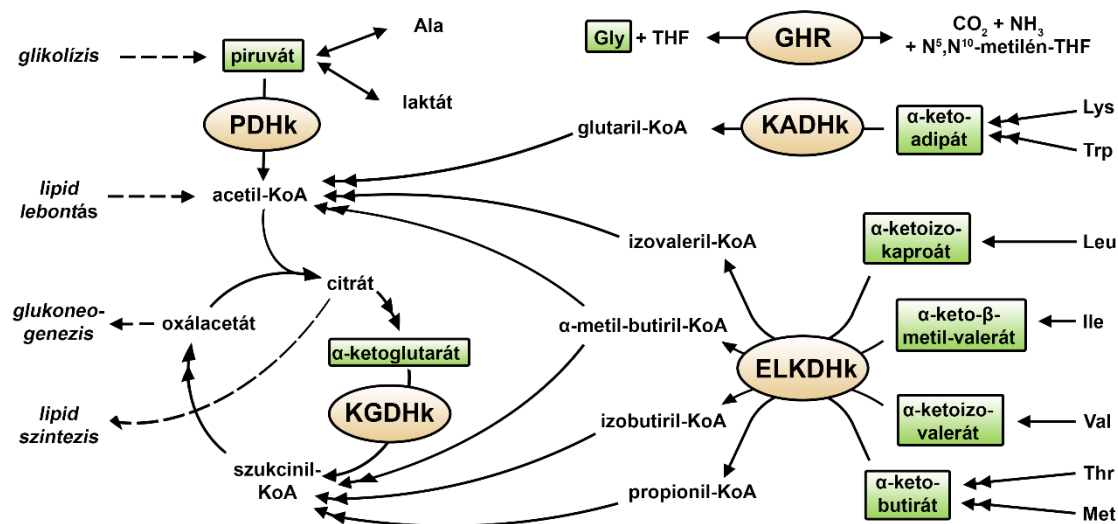 glikolízis
piruvát
Ala
laktát
PDHk
Gly + THF
GHR
CO₂ + NH₃
+ N⁵,N¹⁰-metilén-THF
glutaril-KoA
KADHk
α-keto-
adipát
Lys
Trp
lipid
lebontás
acetil-KoA
izovaleril-KoA
α-ketoizo-
kaproát
Leu
citrát
glukoneo-
genezis
oxálacetát
α-metil-butiril-KoA
α-keto-β-
metil-valerát
Ile
α-ketoglutarát
ELKDHk
KGDHk
lipid
szintezis
izobutiril-KoA
α-ketoizo-
valerát
Val
szukcinil-
KoA
propionil-KoA
α-keto-
butirát
Thr
Met